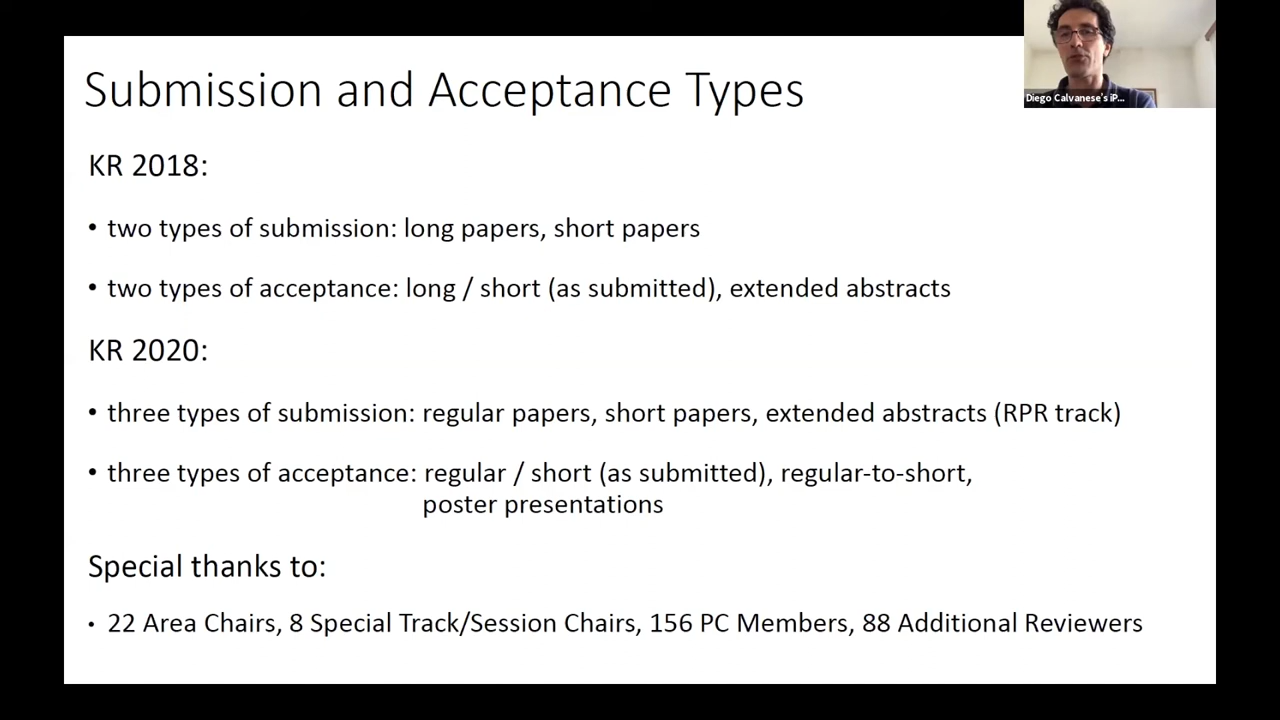 Submission and Acceptance Types
Diego Calvanese's iP...
KR 2018:
• two types of submission: long papers, short papers
• two types of acceptance: long / short (as submitted), extended abstracts
KR 2020:
• three types of submission: regular papers, short papers, extended abstracts (RPR track)
• three types of acceptance: regular / short (as submitted), regular-to-short,
poster presentations
Special thanks to:
• 22 Area Chairs, 8 Special Track/Session Chairs, 156 PC Members, 88 Additional Reviewers